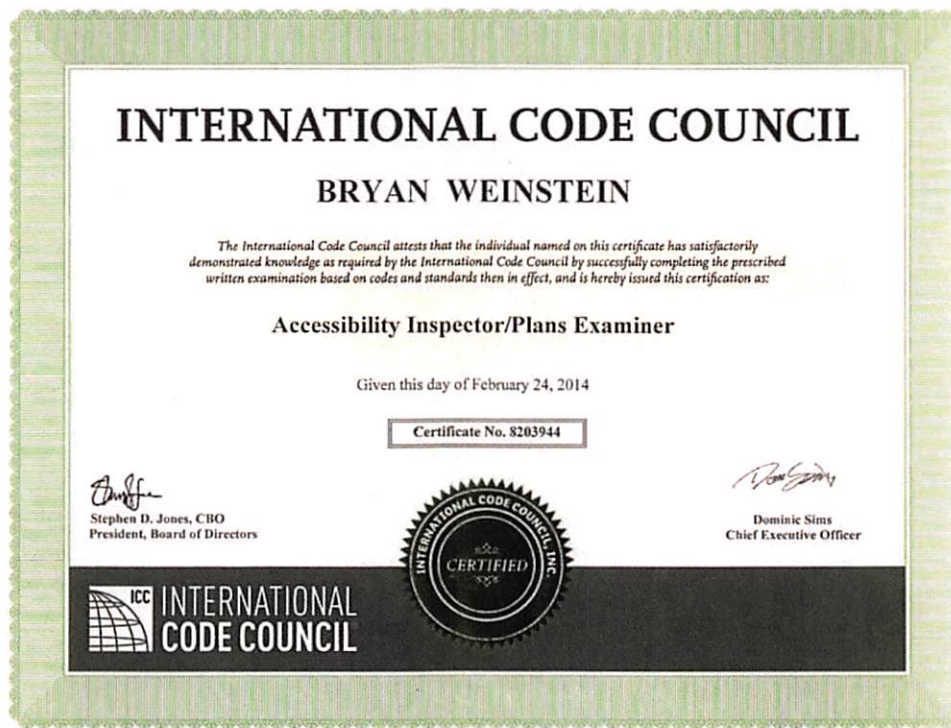 INTERNATIONAL CODE COUNCIL
BRYAN WEINSTEIN
The International Code Council attests that the individual named on this certificate has satisfactorily
demonstrated knowledge as required by the International Code Council by successfully completing the prescribed
written examination based on codes and standards then in effect, and is hereby issued this certification as:
Accessibility Inspector/Plans Examiner
Given this day of February 24, 2014
Certificate No. 8203944
Stephen D. Jones, CBO
President, Board of Directors
Dominic Sims
Chief Executive Officer
INTERNATIONAL CODE COUNCIL, INC.
CERTIFIED
ICC
INTERNATIONAL
CODE COUNCIL